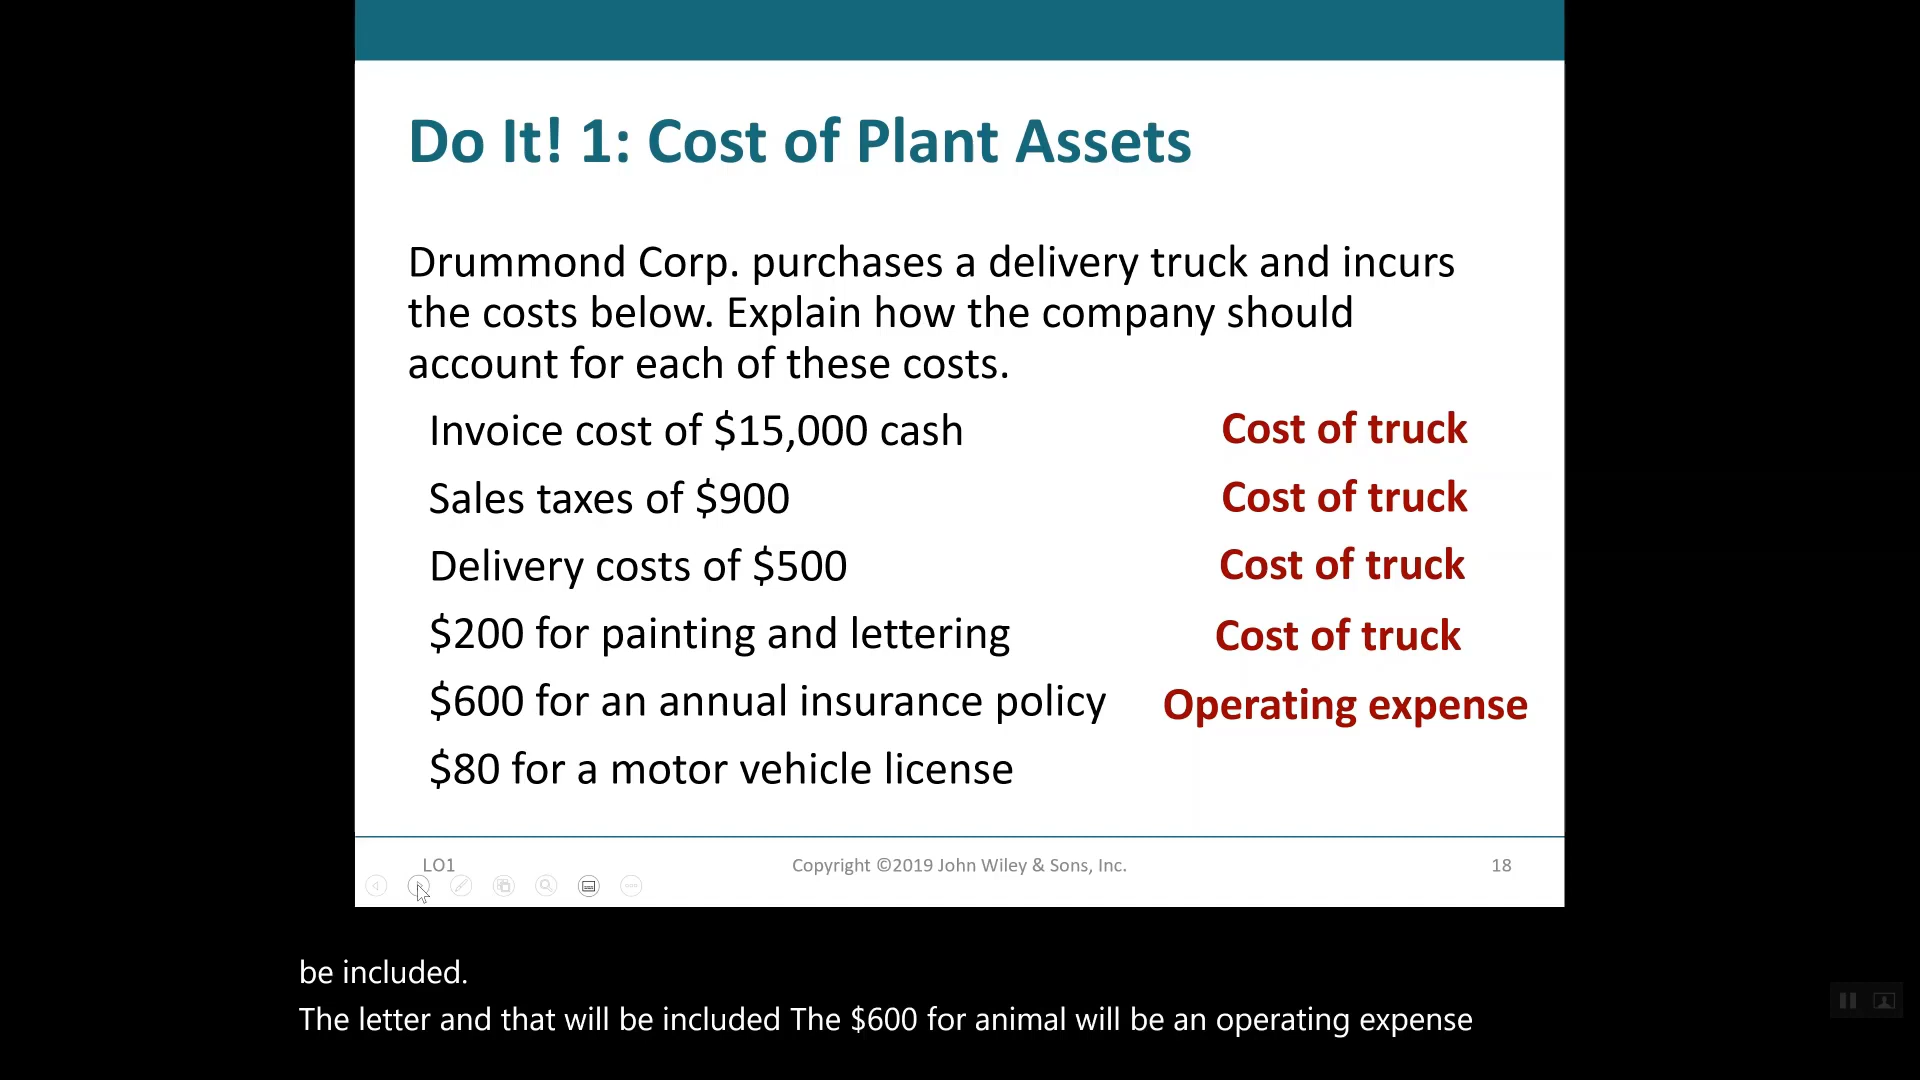 Do It! 1: Cost of Plant Assets
Drummond Corp. purchases a delivery truck and incurs
the costs below. Explain how the company should
account for each of these costs.
Invoice cost of $15,000 cash Cost of truck
Sales taxes of $900 Cost of truck
Delivery costs of $500 Cost of truck
$200 for painting and lettering Cost of truck
$600 for an annual insurance policy Operating expense
$80 for a motor vehicle license
LO1 Copyright ©2019 John Wiley & Sons, Inc. 18
be included.
The letter and that will be included The $600 for animal will be an operating expense